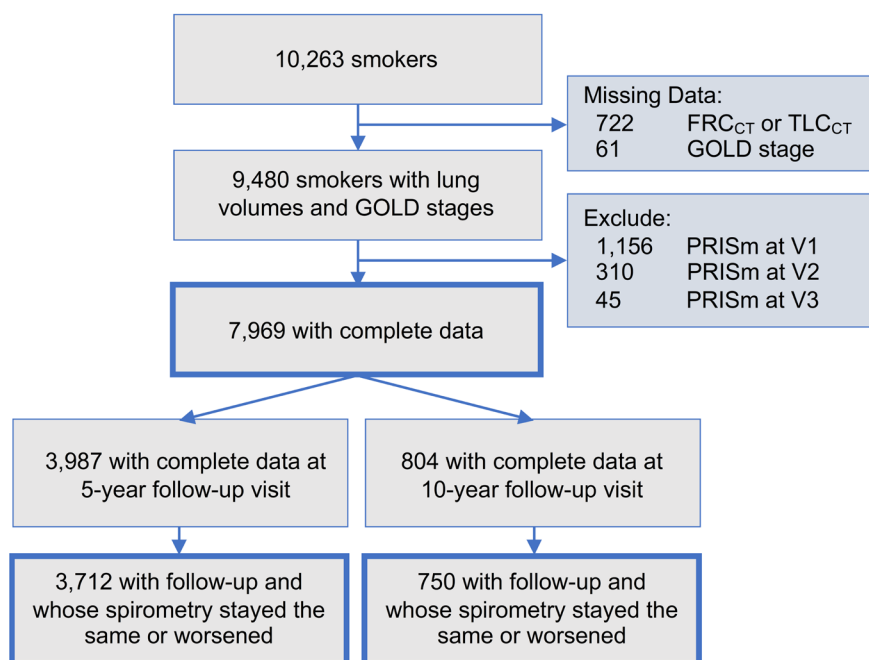 10,263 smokers
Missing Data:
722 FRCCT or TLCCT
61 GOLD stage
9,480 smokers with lung
volumes and GOLD stages
Exclude:
1,156 PRISm at V1
310 PRISm at V2
45 PRISm at V3
7,969 with complete data
3,987 with complete data at
5-year follow-up visit
804 with complete data at
10-year follow-up visit
3,712 with follow-up and
whose spirometry stayed the
same or worsened
750 with follow-up and
whose spirometry stayed the
same or worsened